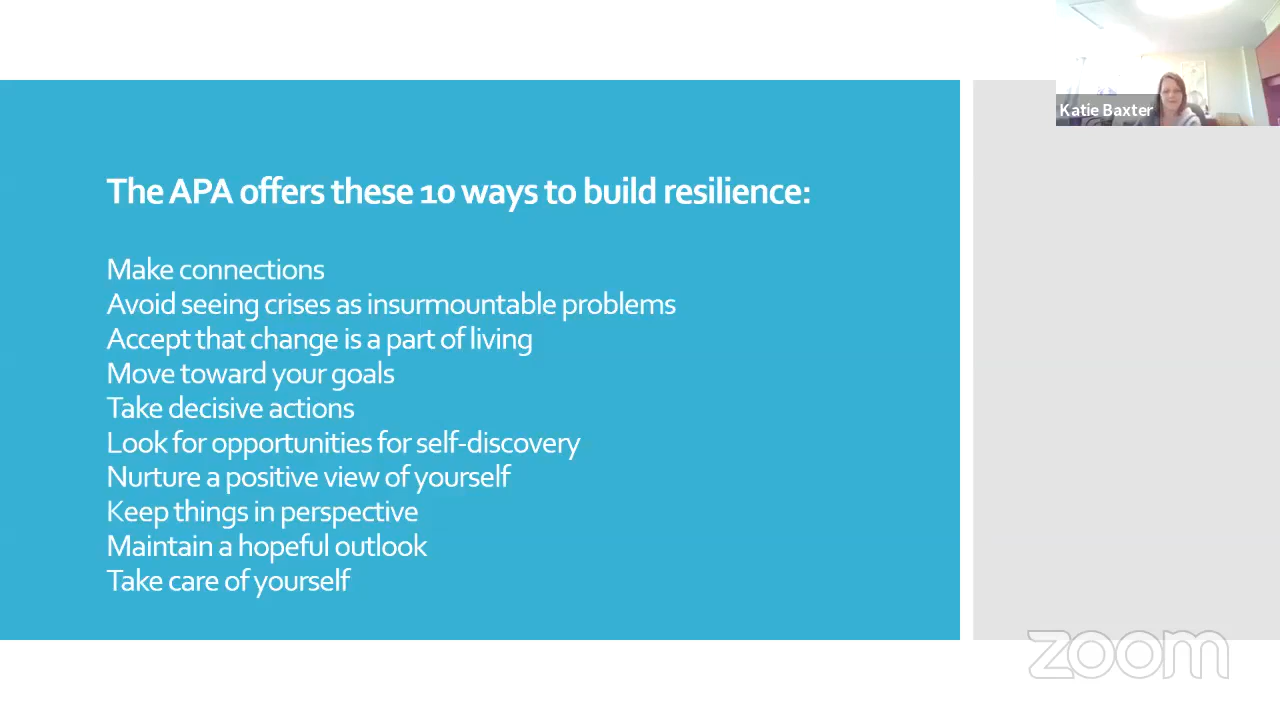 Katie Baxter
The APA offers these 10 ways to build resilience:
Make connections
Avoid seeing crises as insurmountable problems
Accept that change is a part of living
Move toward your goals
Take decisive actions
Look for opportunities for self-discovery
Nurture a positive view of yourself
Keep things in perspective
Maintain a hopeful outlook
Take care of yourself
zoom